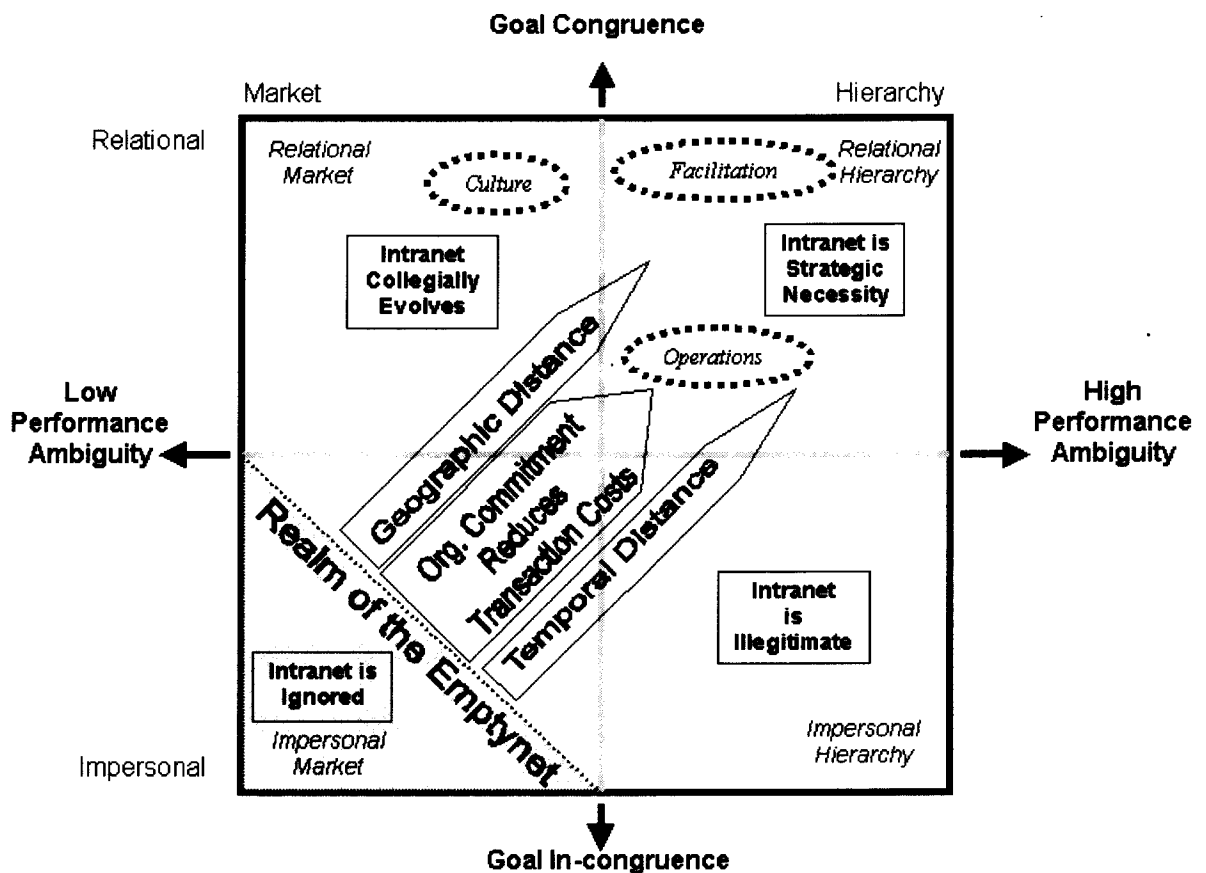 Goal Congruence
Market
Hierarchy
Relational
Relational
Market
Culture
Facilitation
Relational
Hierarchy
Intranet
Collegially
Evolves
Intranet is
Strategic
Necessity
Geographic Distance
Operations
Low
Performance
Ambiguity
High
Performance
Ambiguity
Org. Commitment
Reduces
Transaction Costs
Temporal Distance
Realm of the Emptynet
Intranet
is
Illegitimate
Intranet is
Ignored
Impersonal
Market
Impersonal
Hierarchy
Impersonal
Goal In-congruence